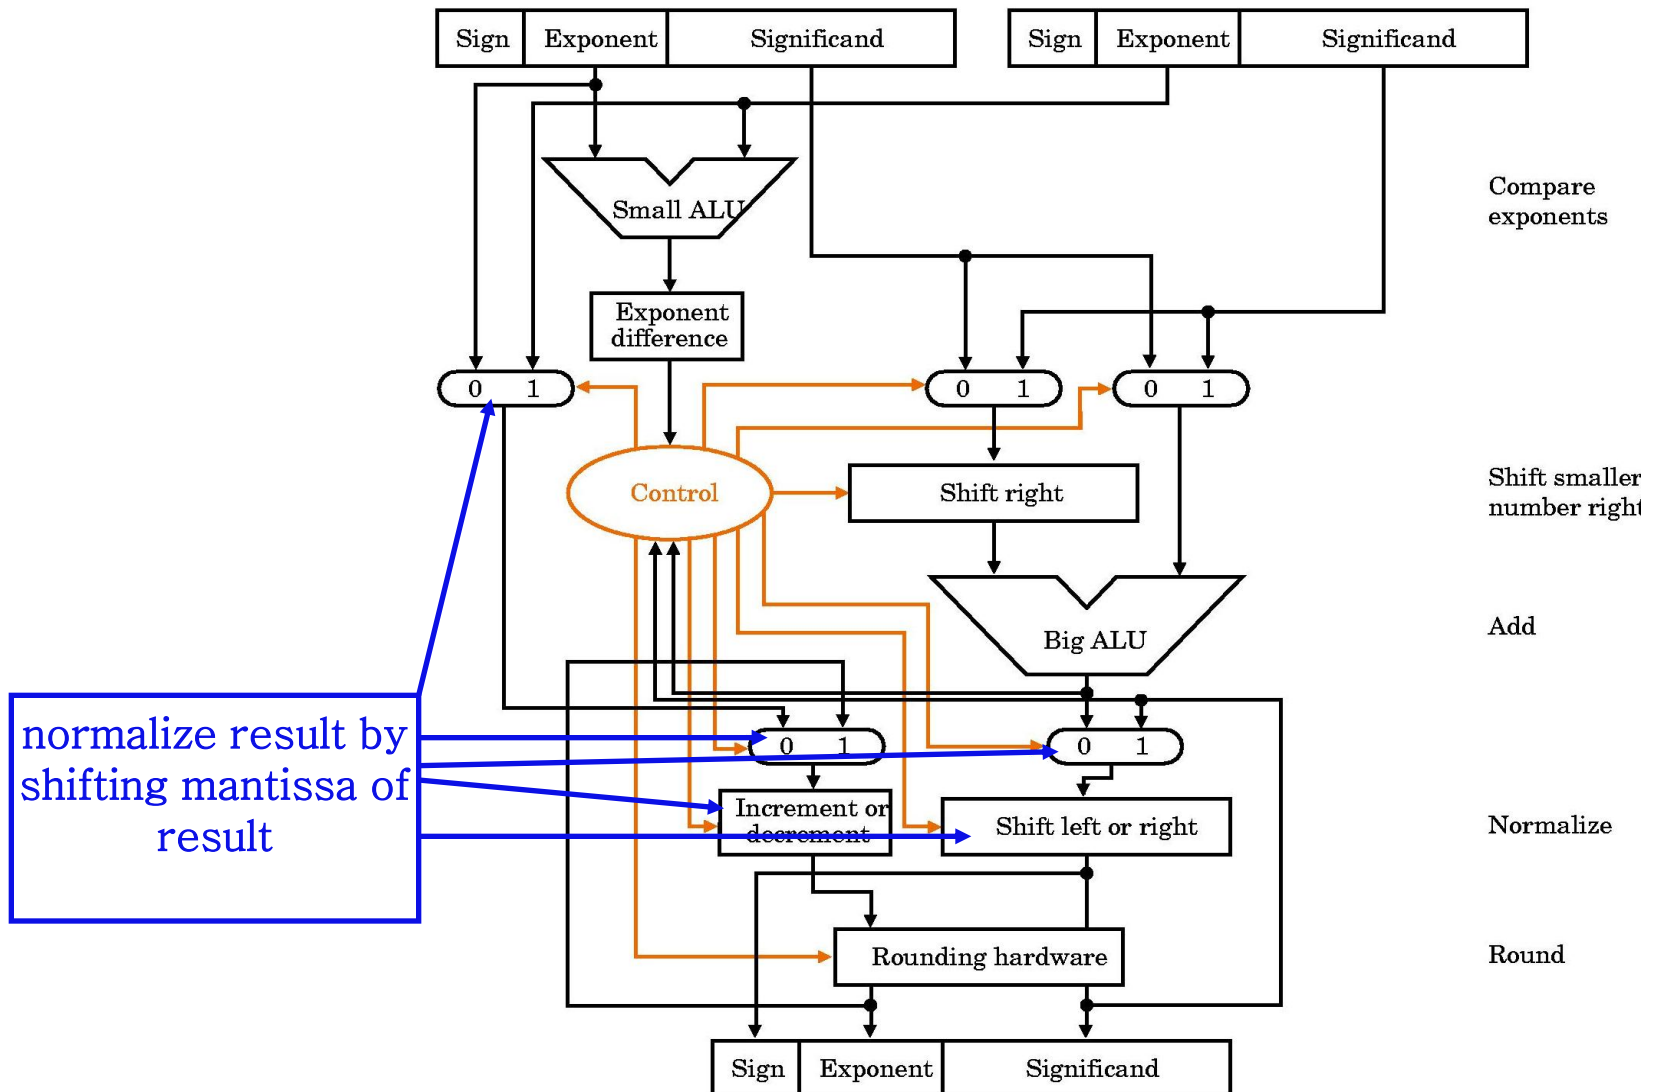 Sign Exponent Significand Sign Exponent Significand
Compare
exponents
Small ALU
Exponent
difference
0 1 0 1 0 1
Control
Shift right
Shift smaller
number right
Big ALU
Add
normalize result by
shifting mantissa of
result
0 1 0 1
Increment or
decrement
Shift left or right
Normalize
Rounding hardware
Round
Sign Exponent Significand